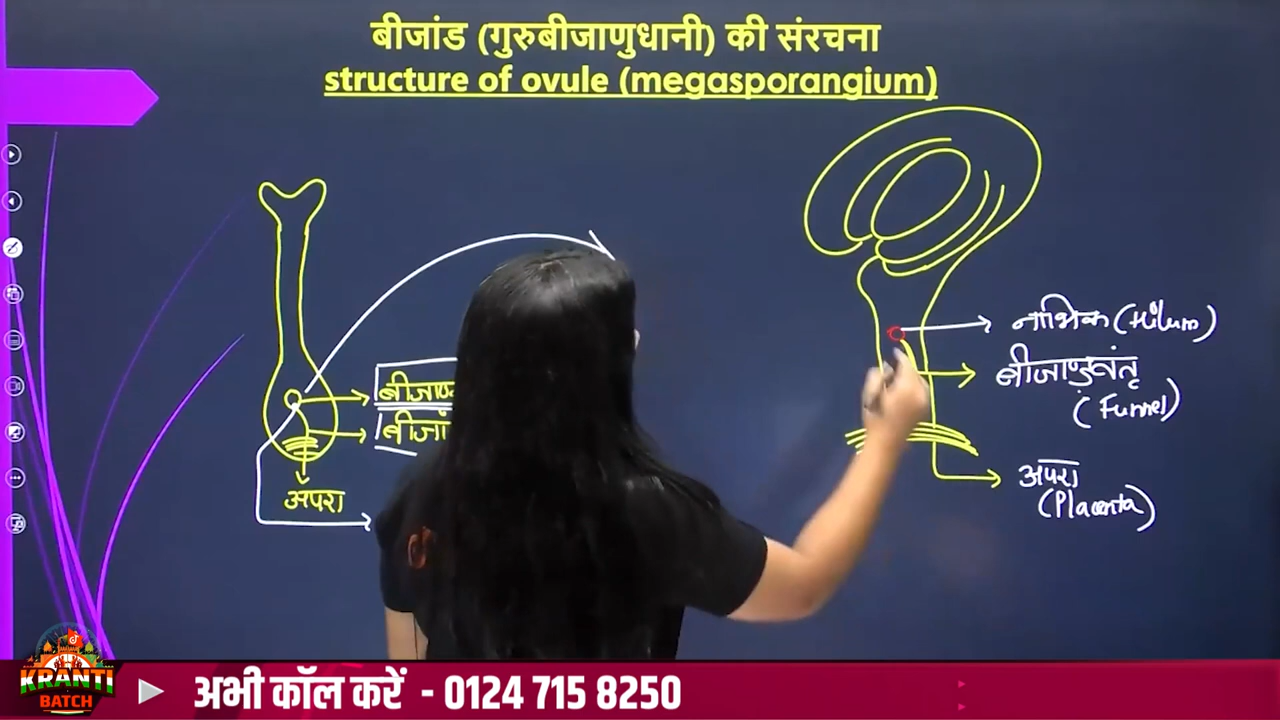 बीजांड (गुरुबीजाणुधानी) की संरचना
structure of ovule (megasporangium)
नाभिक (Hilum)
बीजाण्डवृंत
(Funnel)
अपरा
(Placenta)
अपरा
KRANTI
BATCH
अभी कॉल करें - 0124 715 8250